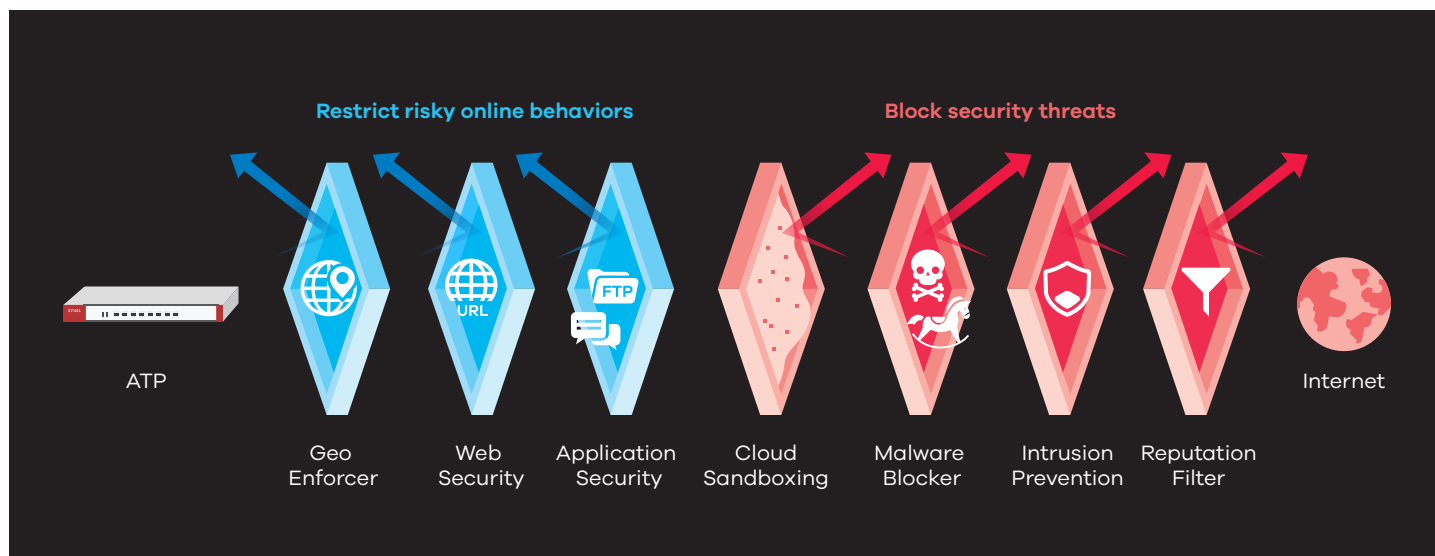 Restrict risky online behaviors
Block security threats
ZYXEL
FTP
URL
ATP
Internet
Geo
Enforcer
Web
Security
Application
Security
Cloud
Sandboxing
Malware
Blocker
Intrusion
Prevention
Reputation
Filter